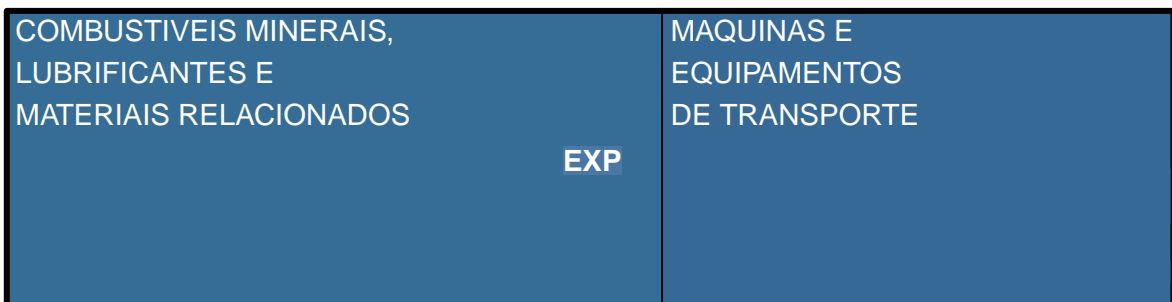 COMBUSTIVEIS MINERAIS,
LUBRIFICANTES E
MATERIAIS RELACIONADOS
EXP
MAQUINAS E
EQUIPAMENTOS
DE TRANSPORTE